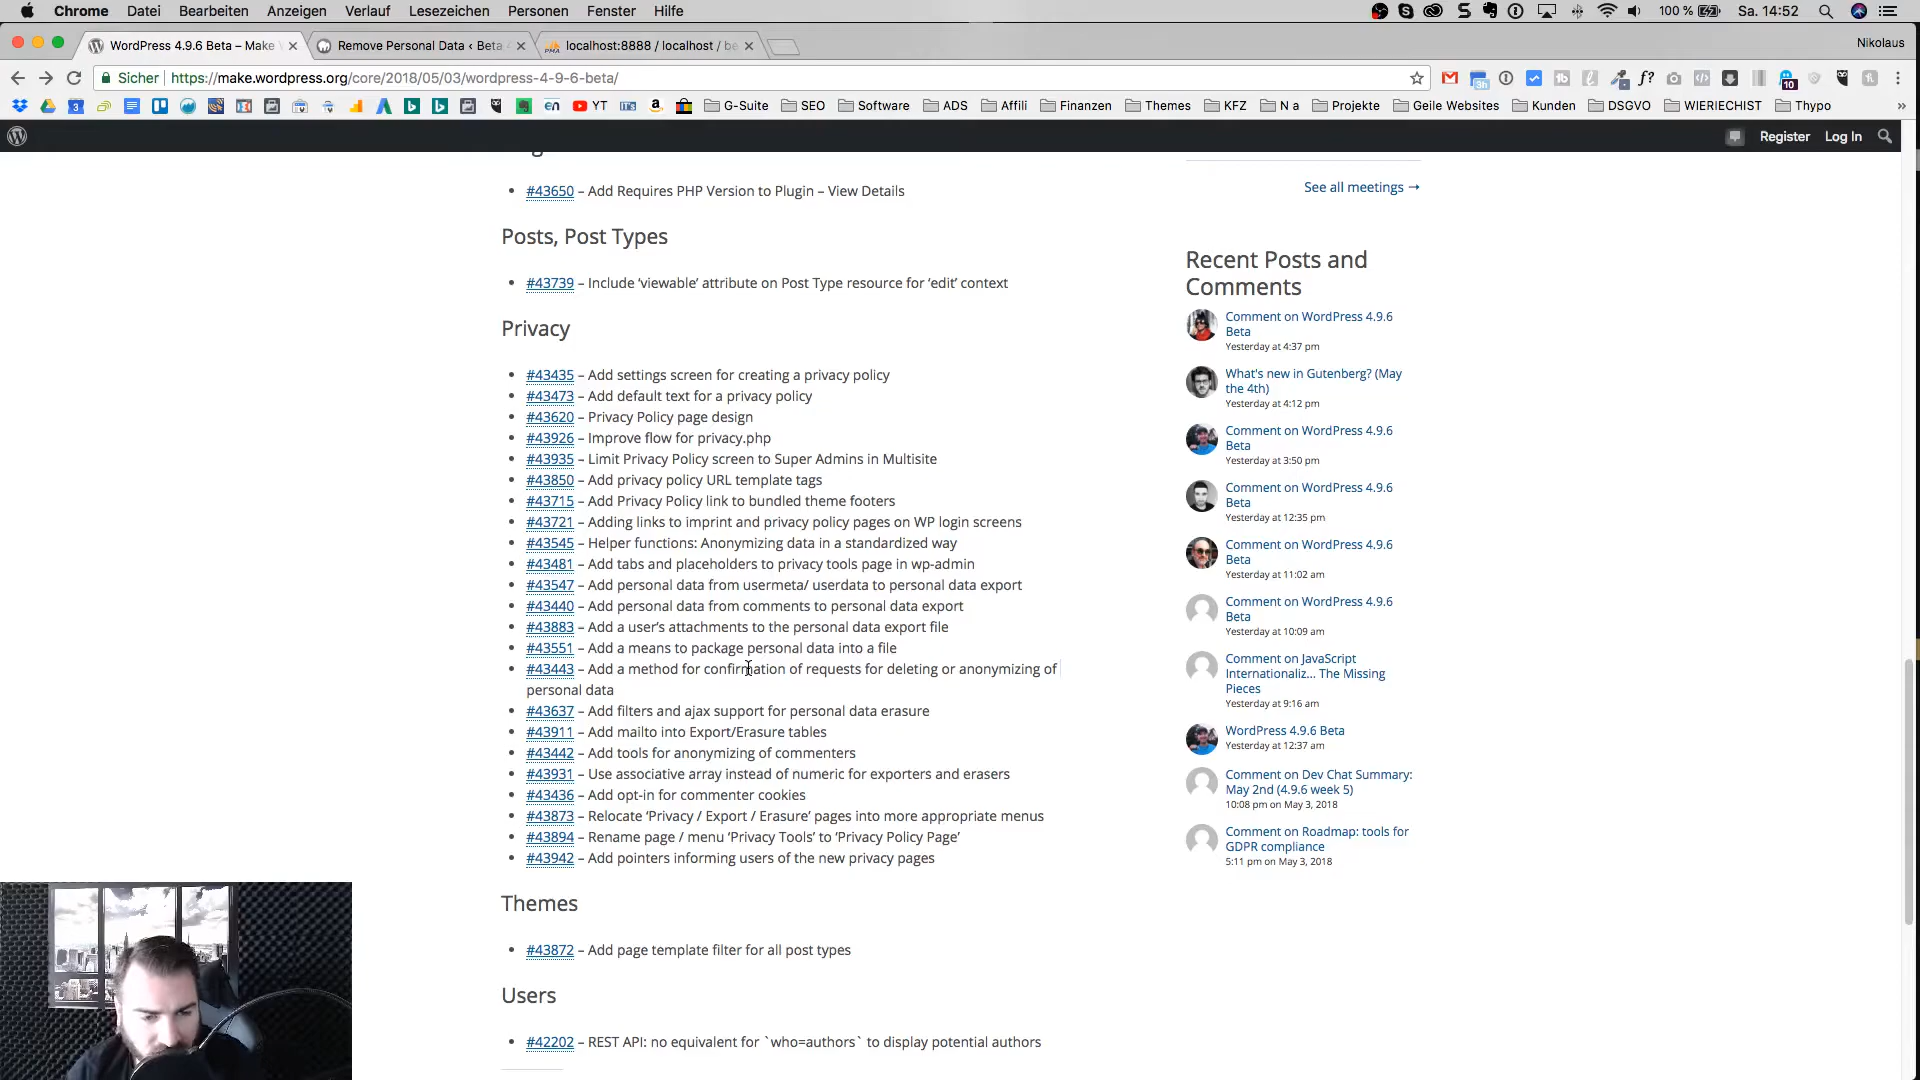 Chrome Datei Bearbeiten Anzeigen Verlauf Lesezeichen Personen Fenster Hilfe 100 % Sa. 14:52
WordPress 4.9.6 Beta – Make Remove Personal Data ‹ Beta localhost:8888 / localhost / be Nikolaus
Sicher https://make.wordpress.org/core/2018/05/03/wordpress-4-9-6-beta/
YT G-Suite SEO Software ADS Affili Finanzen Themes KFZ N a Projekte Geile Websites Kunden DSGVO WIERIECHIST Thypo »
Register Log In
#43650 – Add Requires PHP Version to Plugin – View Details
Posts, Post Types
#43739 – Include ‘viewable’ attribute on Post Type resource for ‘edit’ context
Privacy
#43435 – Add settings screen for creating a privacy policy
#43473 – Add default text for a privacy policy
#43620 – Privacy Policy page design
#43926 – Improve flow for privacy.php
#43935 – Limit Privacy Policy screen to Super Admins in Multisite
#43850 – Add privacy policy URL template tags
#43715 – Add Privacy Policy link to bundled theme footers
#43721 – Adding links to imprint and privacy policy pages on WP login screens
#43545 – Helper functions: Anonymizing data in a standardized way
#43481 – Add tabs and placeholders to privacy tools page in wp-admin
#43547 – Add personal data from usermeta/ userdata to personal data export
#43440 – Add personal data from comments to personal data export
#43883 – Add a user’s attachments to the personal data export file
#43551 – Add a means to package personal data into a file
#43443 – Add a method for confirmation of requests for deleting or anonymizing of
personal data
#43637 – Add filters and ajax support for personal data erasure
#43911 – Add mailto into Export/Erasure tables
#43442 – Add tools for anonymizing of commenters
#43931 – Use associative array instead of numeric for exporters and erasers
#43436 – Add opt-in for commenter cookies
#43873 – Relocate ‘Privacy / Export / Erasure’ pages into more appropriate menus
#43894 – Rename page / menu ‘Privacy Tools’ to ‘Privacy Policy Page’
#43942 – Add pointers informing users of the new privacy pages
Themes
#43872 – Add page template filter for all post types
Users
#42202 – REST API: no equivalent for `who=authors` to display potential authors
See all meetings →
Recent Posts and
Comments
Comment on WordPress 4.9.6
Beta
Yesterday at 4:37 pm
What's new in Gutenberg? (May
the 4th)
Yesterday at 4:12 pm
Comment on WordPress 4.9.6
Beta
Yesterday at 3:50 pm
Comment on WordPress 4.9.6
Beta
Yesterday at 12:35 pm
Comment on WordPress 4.9.6
Beta
Yesterday at 11:02 am
Comment on WordPress 4.9.6
Beta
Yesterday at 10:09 am
Comment on JavaScript
Internationaliz... The Missing
Pieces
Yesterday at 9:16 am
WordPress 4.9.6 Beta
Yesterday at 12:37 am
Comment on Dev Chat Summary:
May 2nd (4.9.6 week 5)
10:08 pm on May 3, 2018
Comment on Roadmap: tools for
GDPR compliance
5:11 pm on May 3, 2018